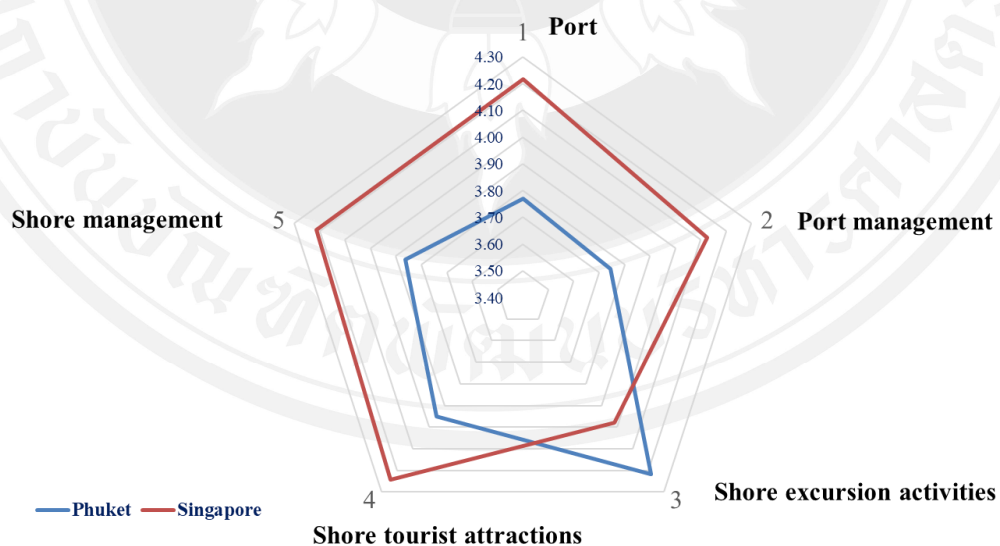 1 Port
4.30
4.20
4.10
4.00
3.90
3.80
3.70
3.60
3.50
3.40
Shore management 5
2 Port management
4
3 Shore excursion activities
Phuket Singapore
Shore tourist attractions